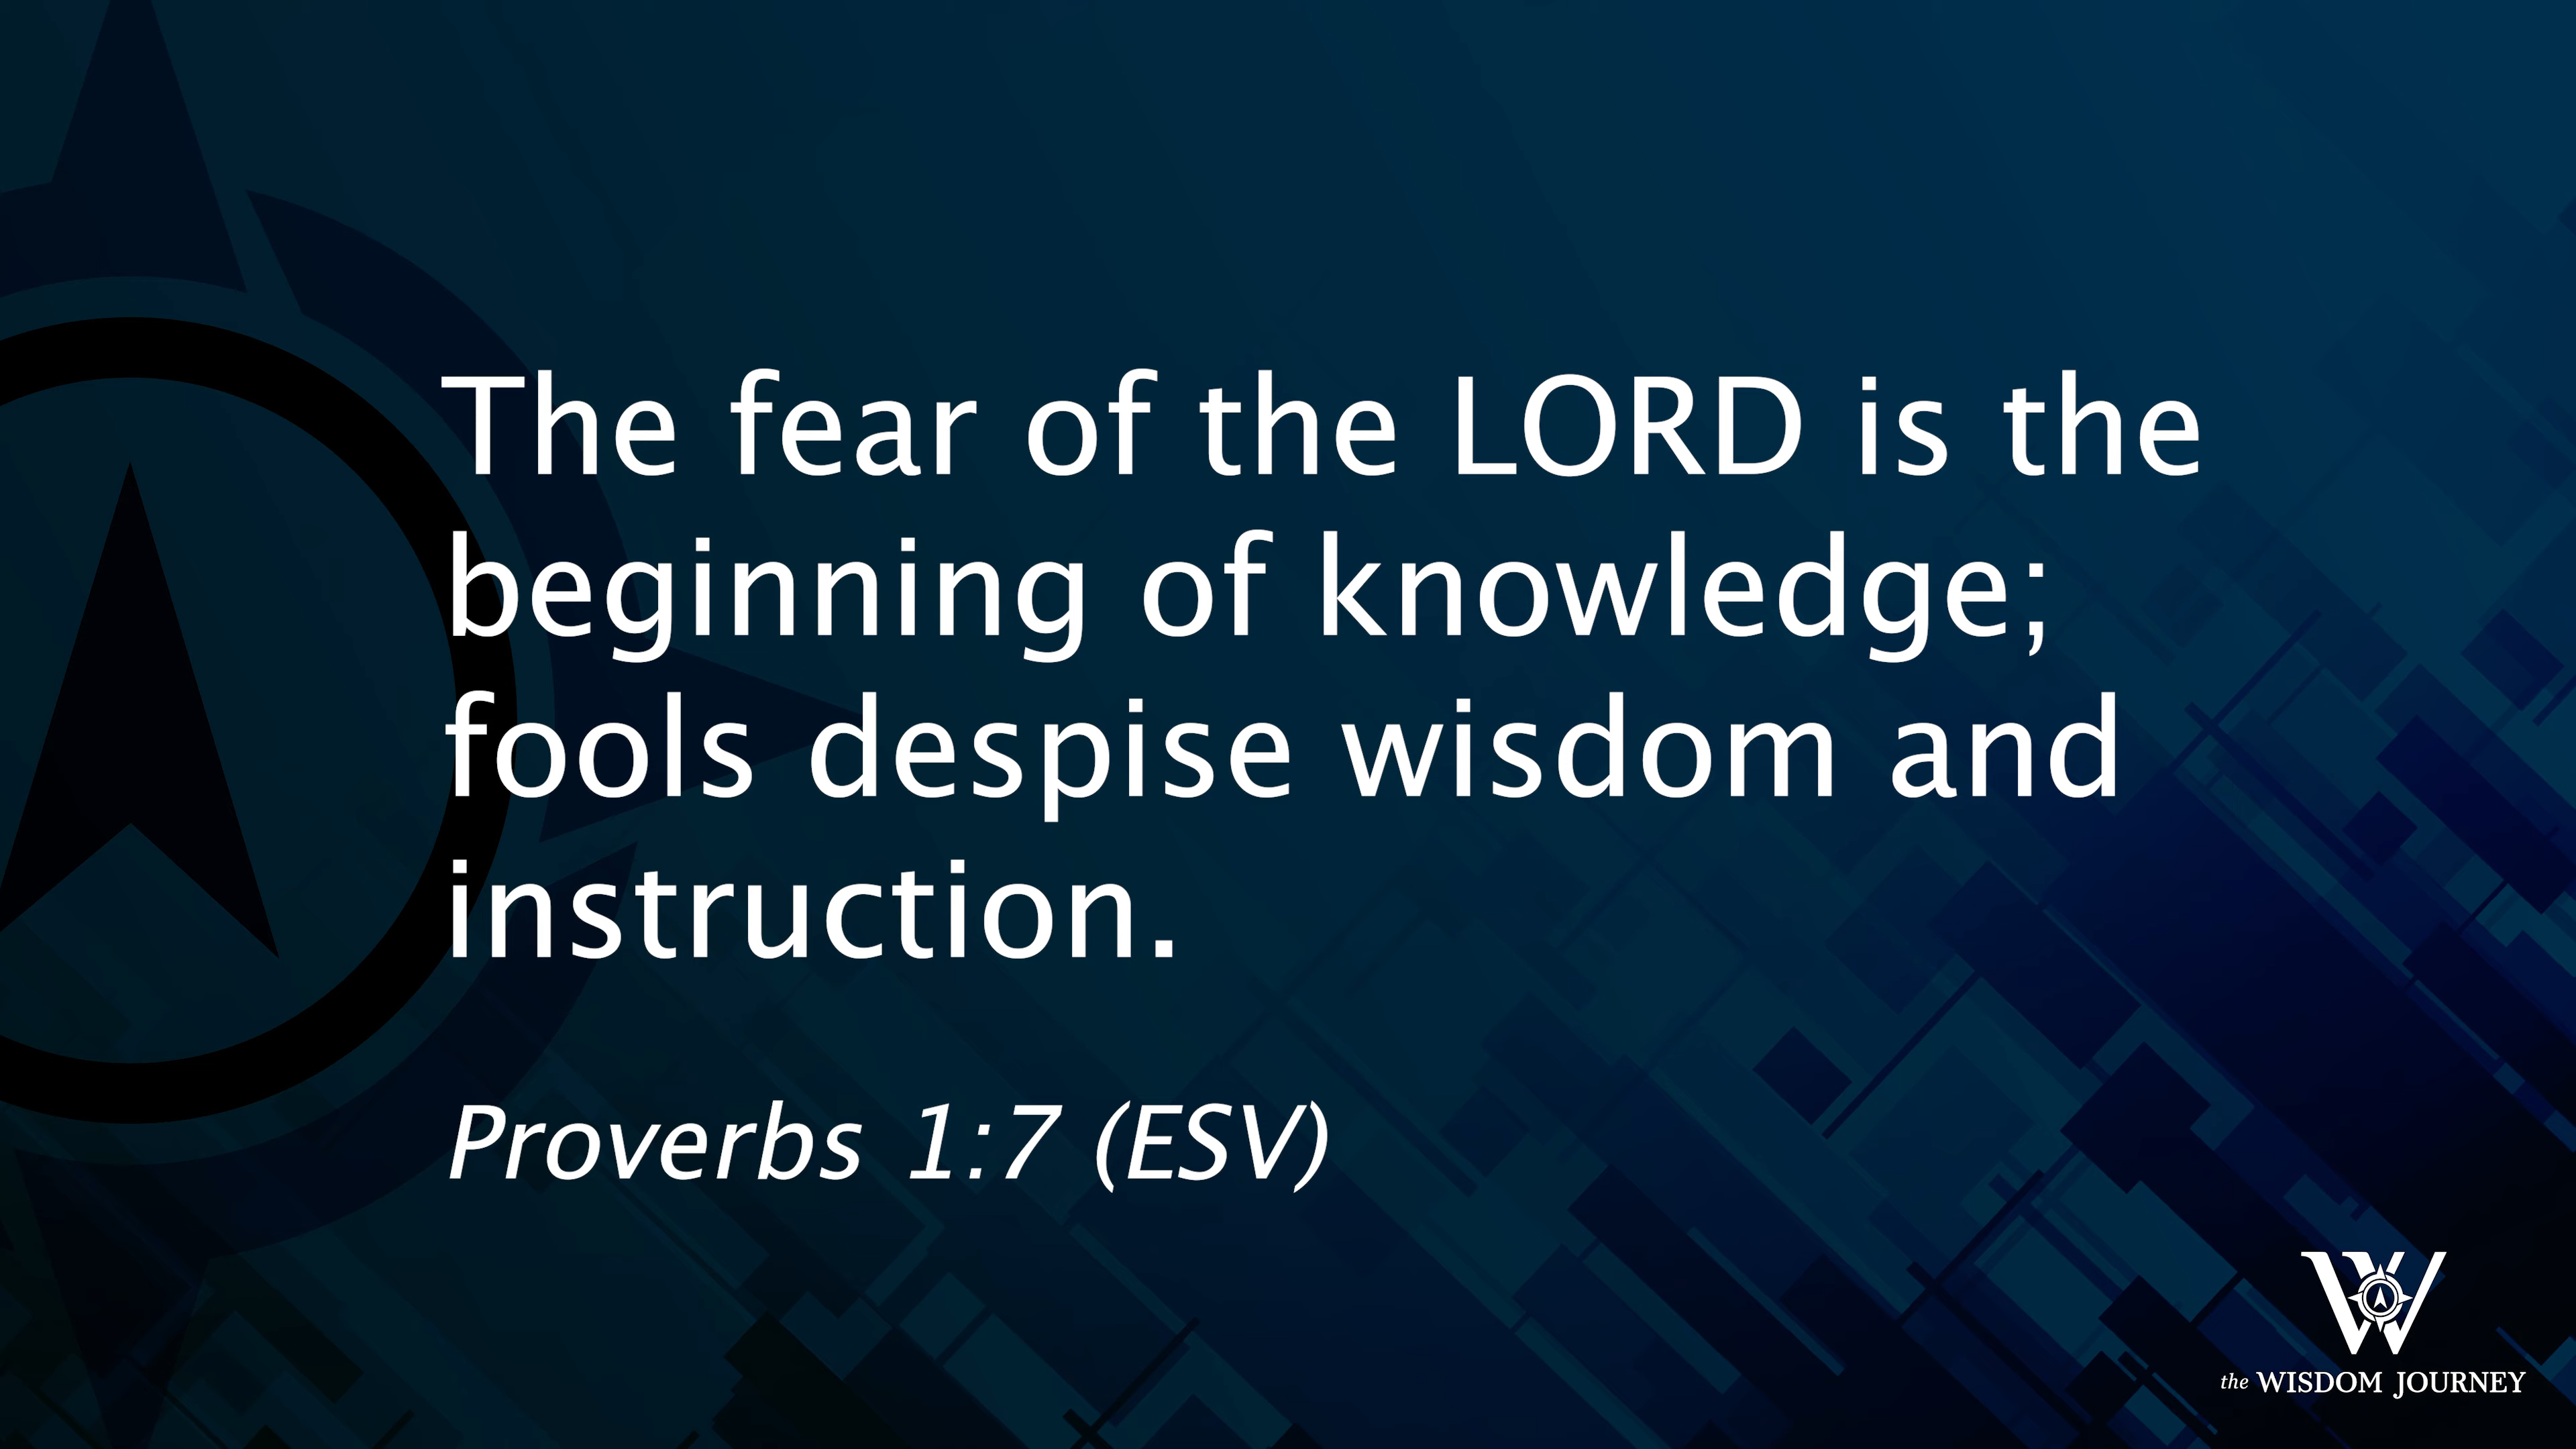 The fear of the LORD is the
beginning of knowledge;
fools despise wisdom and
instruction.
Proverbs 1:7 (ESV)
W
the WISDOM JOURNEY